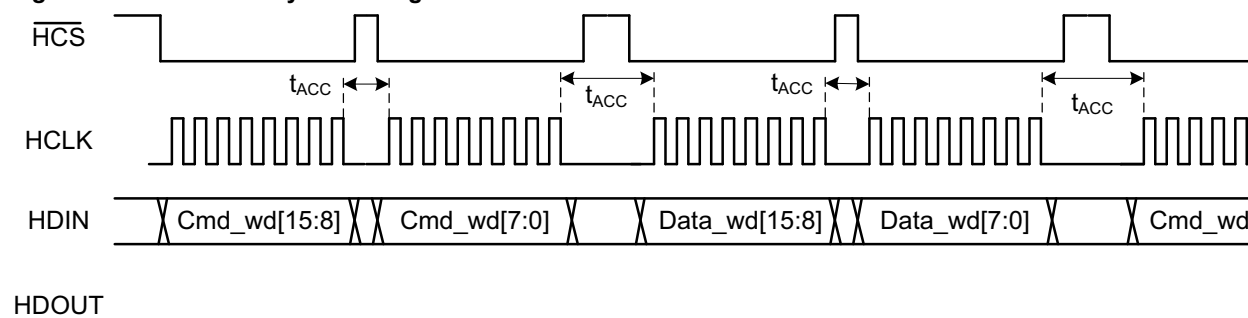 HCS
tACC tACC tACC tACC
HCLK
HDIN Cmd_wd[15:8] Cmd_wd[7:0] Data_wd[15:8] Data_wd[7:0] Cmd_wd
HDOUT